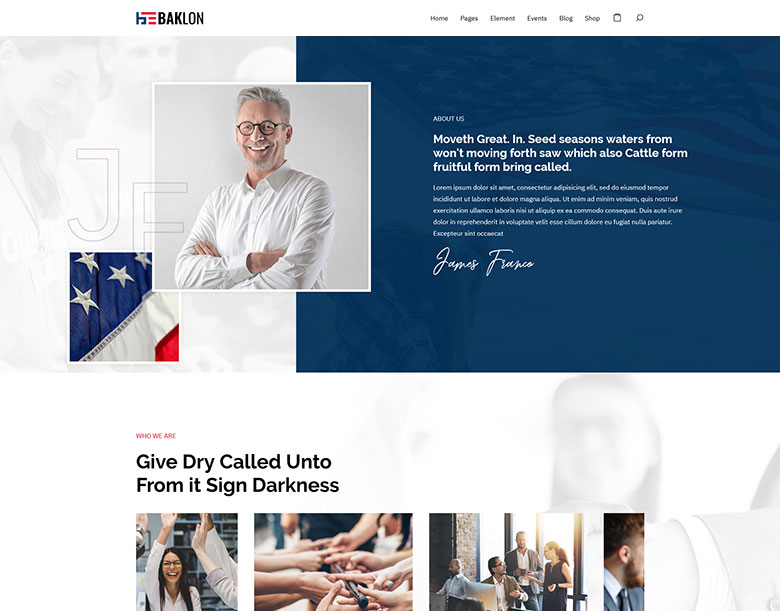 BAKLON
Home Pages Element Events Blog Shop
JF
ABOUT US
Moveth Great. In. Seed seasons waters from
won't moving forth saw which also Cattle form
fruitful form bring called.
Lorem ipsum dolor sit amet, consectetur adipisicing elit, sed do eiusmod tempor
incididunt ut labore et dolore magna aliqua. Ut enim ad minim veniam, quis nostrud
exercitation ullamco laboris nisi ut aliquip ex ea commodo consequat. Duis aute irure
dolor in reprehenderit in voluptate velit esse cillum dolore eu fugiat nulla pariatur.
Excepteur sint occaecat
James Franco
WHO WE ARE
Give Dry Called Unto
From it Sign Darkness